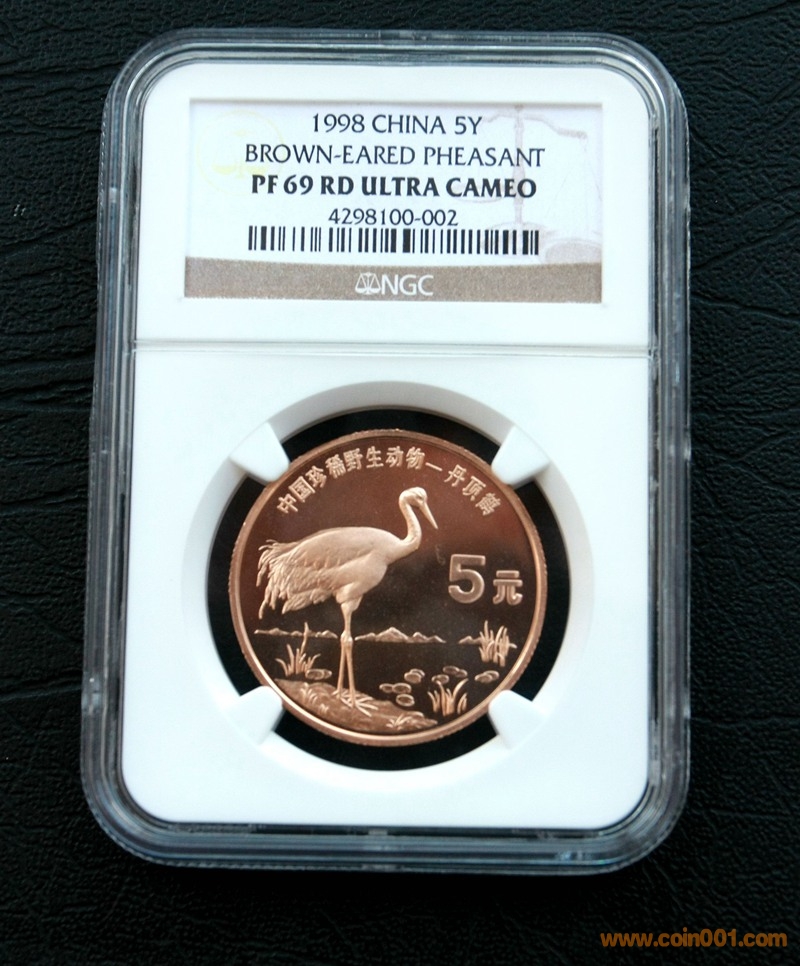 1998 CHINA 5Y
BROWN-EARED PHEASANT
PF 69 RD ULTRA CAMEO
4298100-002
NGC
中国珍稀野生动物—丹顶鹤
5元
www.coin001.com